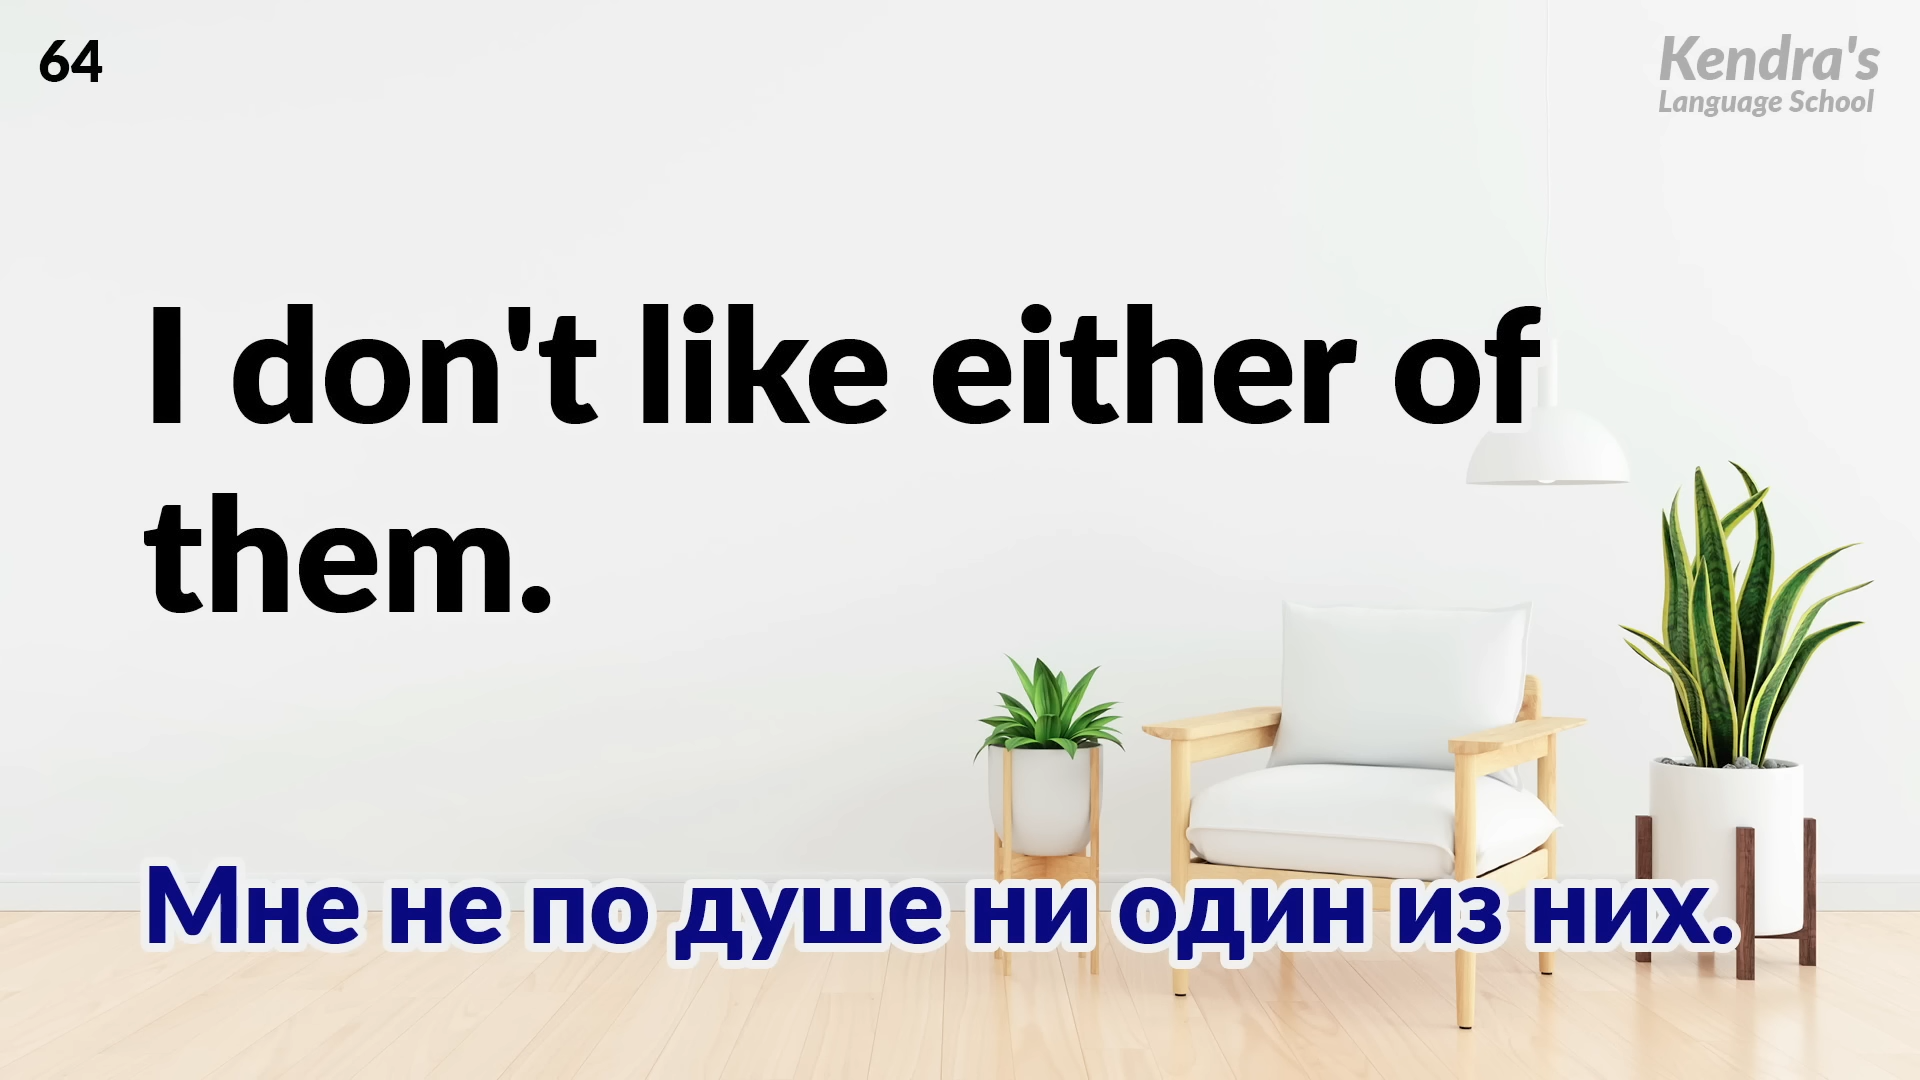 64
Kendra's
Language School
I don't like either of
them.
Мне не по душе ни один из них.